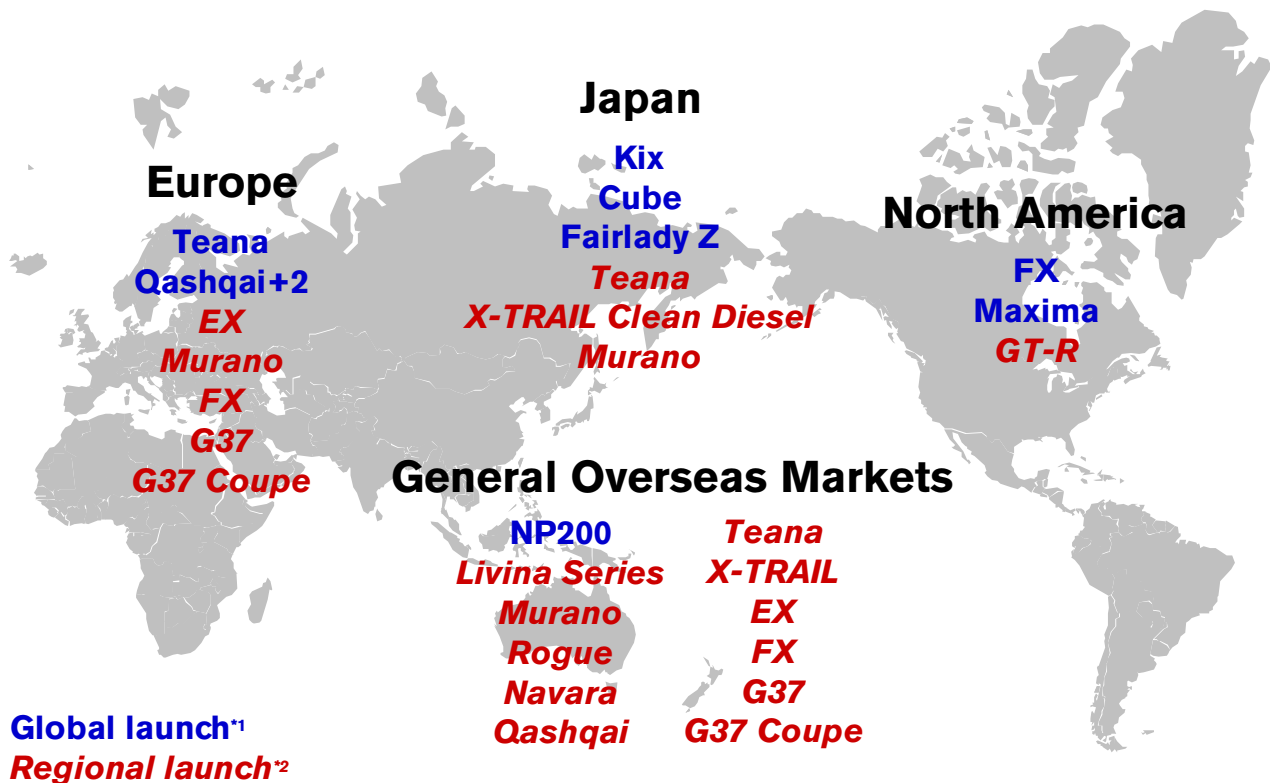 Japan
Kix
Cube
Fairlady Z
Teana
X-TRAIL Clean Diesel
Murano
Europe
Teana
Qashqai+2
EX
Murano
FX
G37
G37 Coupe
North America
FX
Maxima
GT-R
General Overseas Markets
NP200
Livina Series
Murano
Rogue
Navara
Qashqai
Teana
X-TRAIL
EX
FX
G37
G37 Coupe
Global launch*1
Regional launch*2